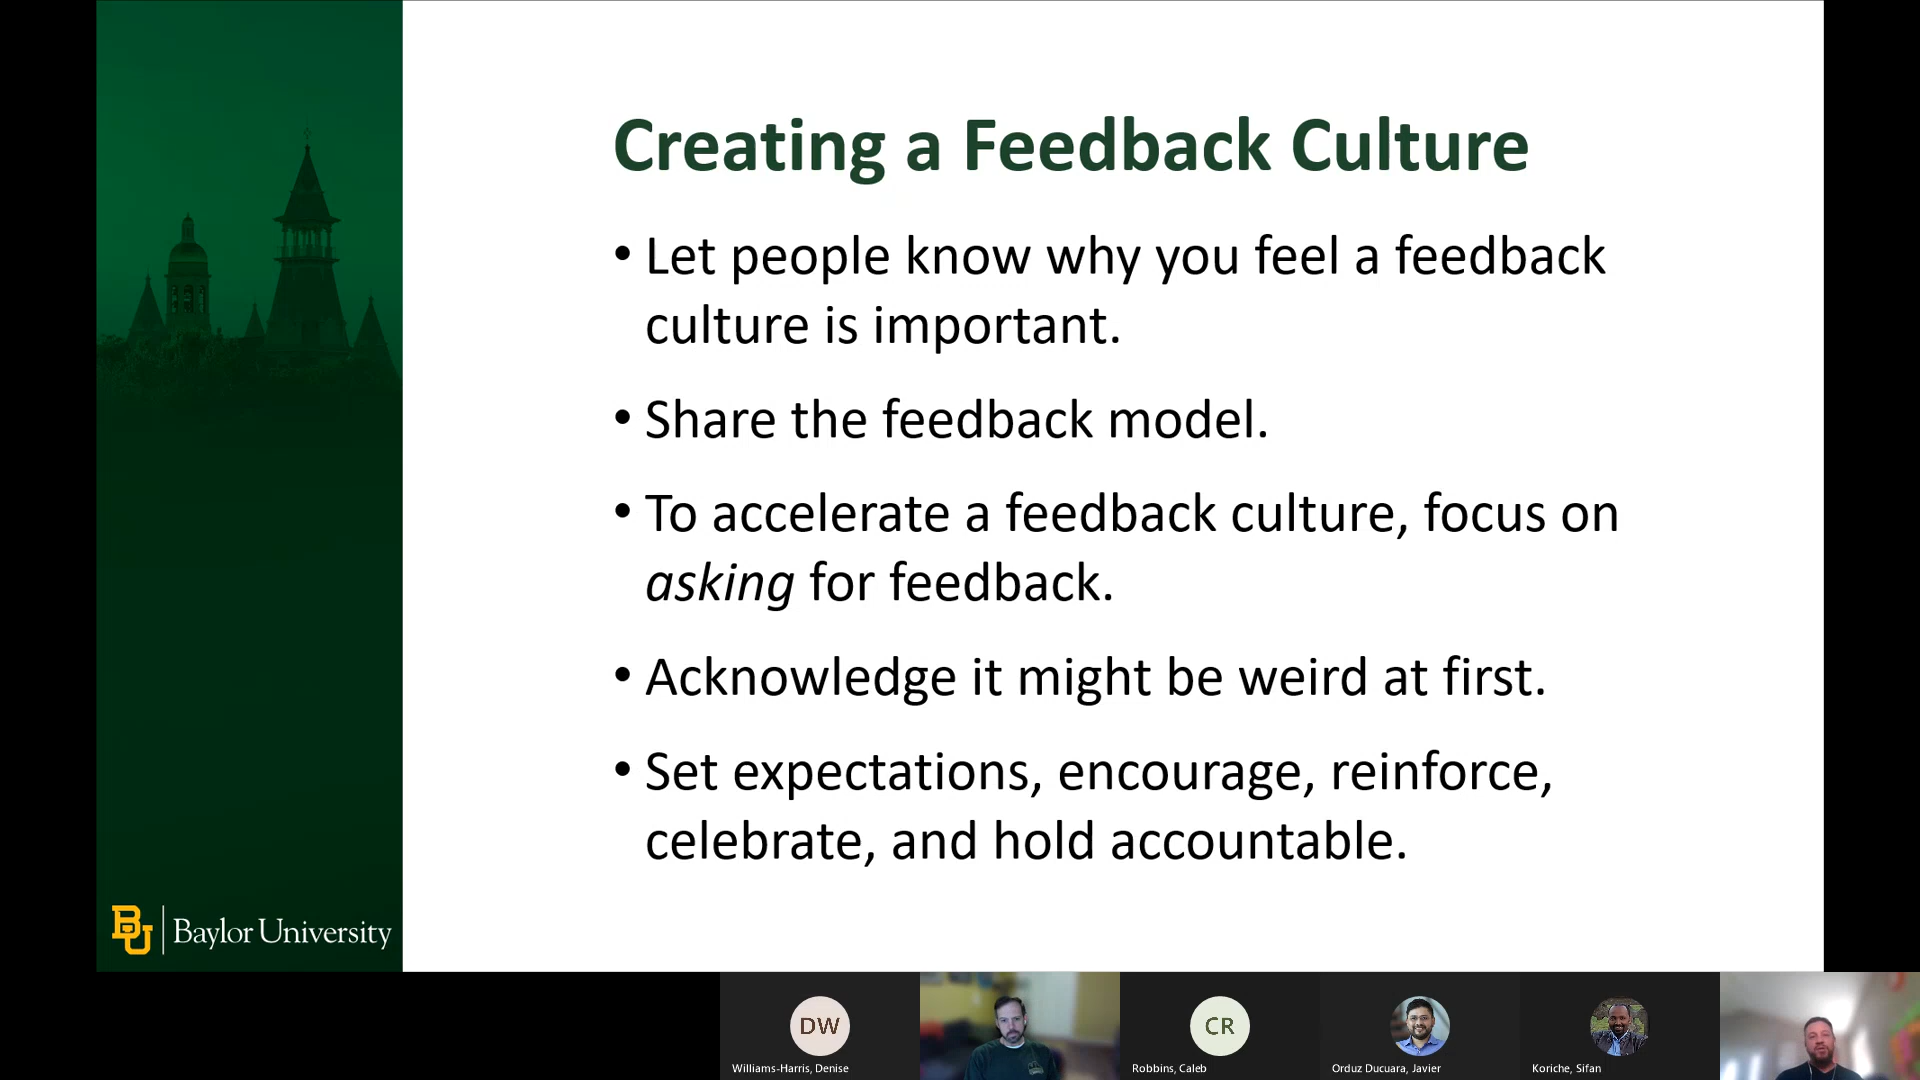 Creating a Feedback Culture
• Let people know why you feel a feedback
culture is important.
• Share the feedback model.
• To accelerate a feedback culture, focus on
asking for feedback.
• Acknowledge it might be weird at first.
• Set expectations, encourage, reinforce,
celebrate, and hold accountable.
BU Baylor University
DW
Williams-Harris, Denise
CR
Robbins, Caleb
Orduz Ducuara, Javier
Koriche, Sifan